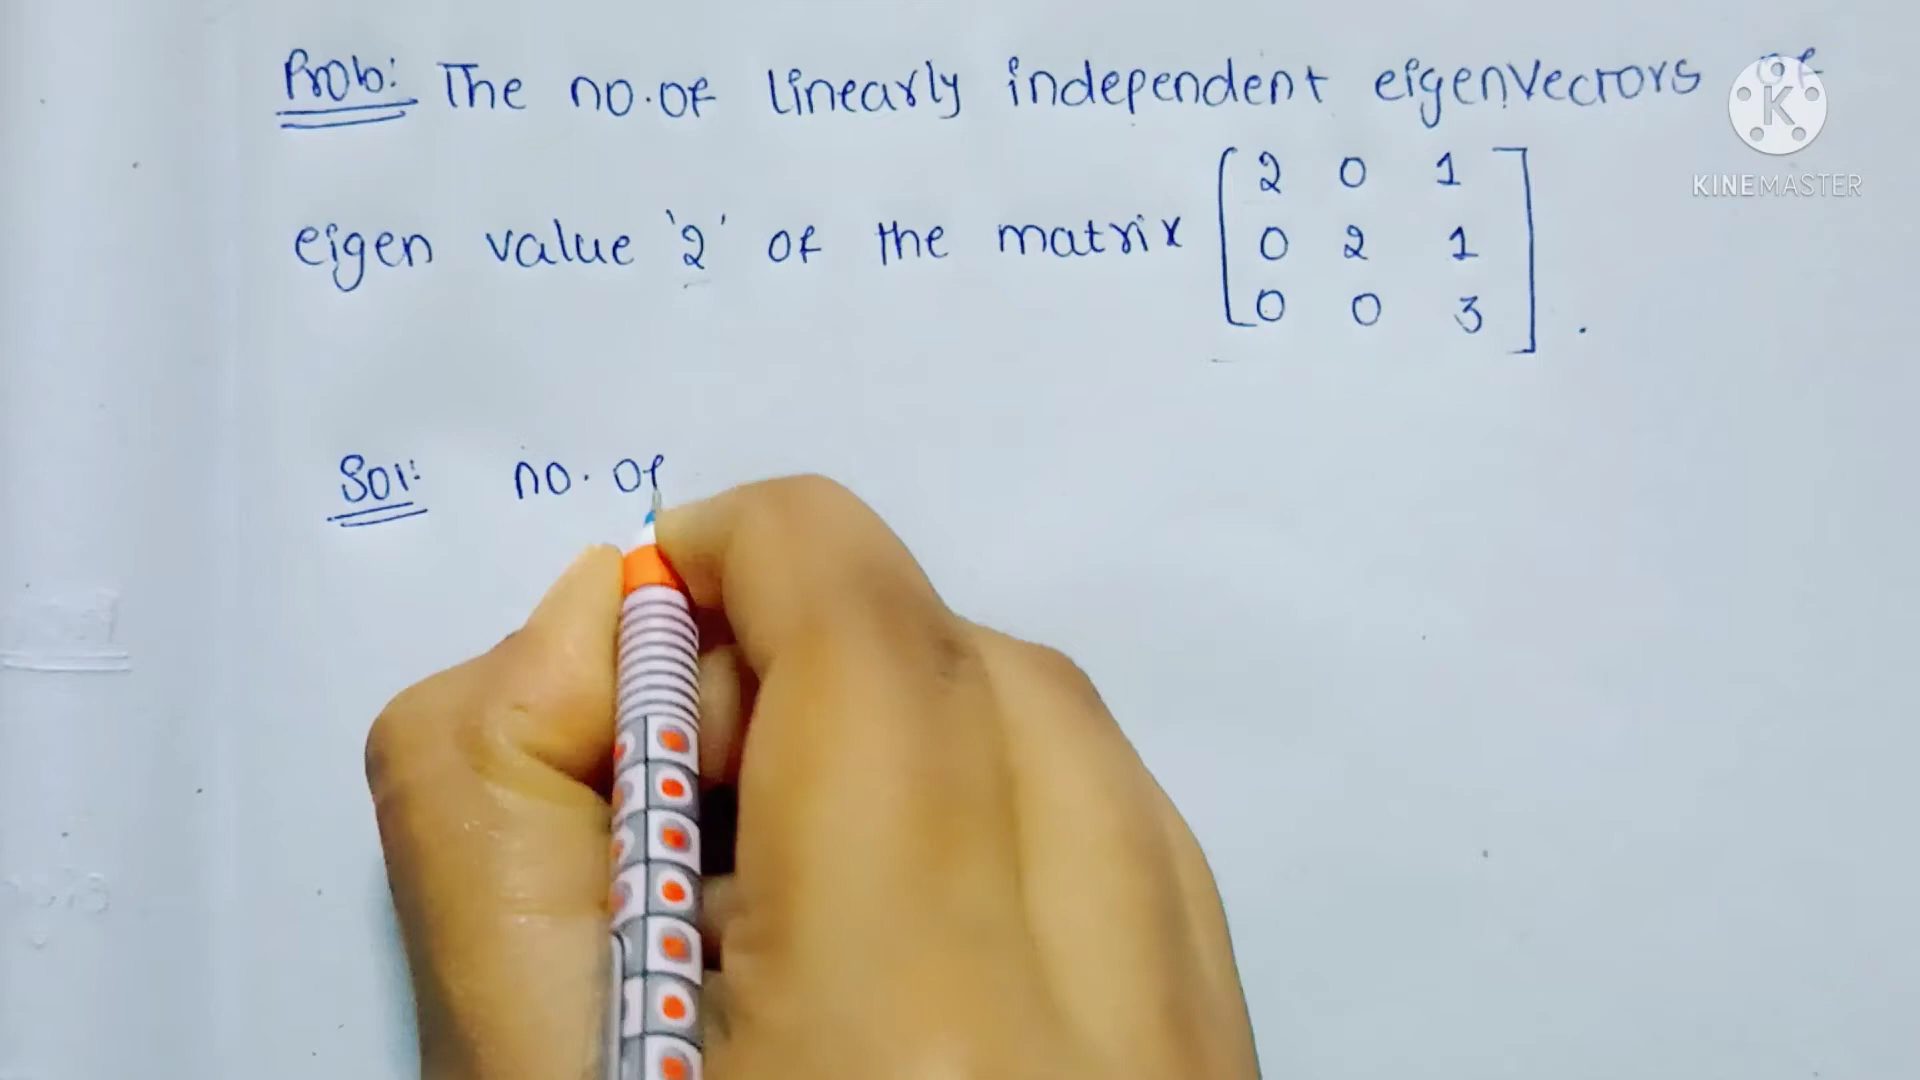 Prob: The no. of linearly independent eigenvectors of
eigen value '2' of the matrix [2 0 1
0 2 1
0 0 3].
Sol: no. of
K
KINEMASTER